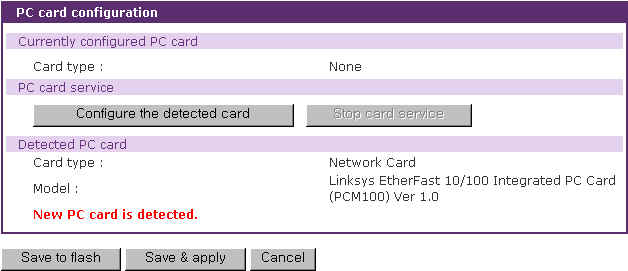 PC card configuration
Currently configured PC card
Card type : None
PC card service
Configure the detected card Stop card service
Detected PC card
Card type : Network Card
Model : Linksys EtherFast 10/100 Integrated PC Card
(PCM100) Ver 1.0
New PC card is detected.
Save to flash Save & apply Cancel